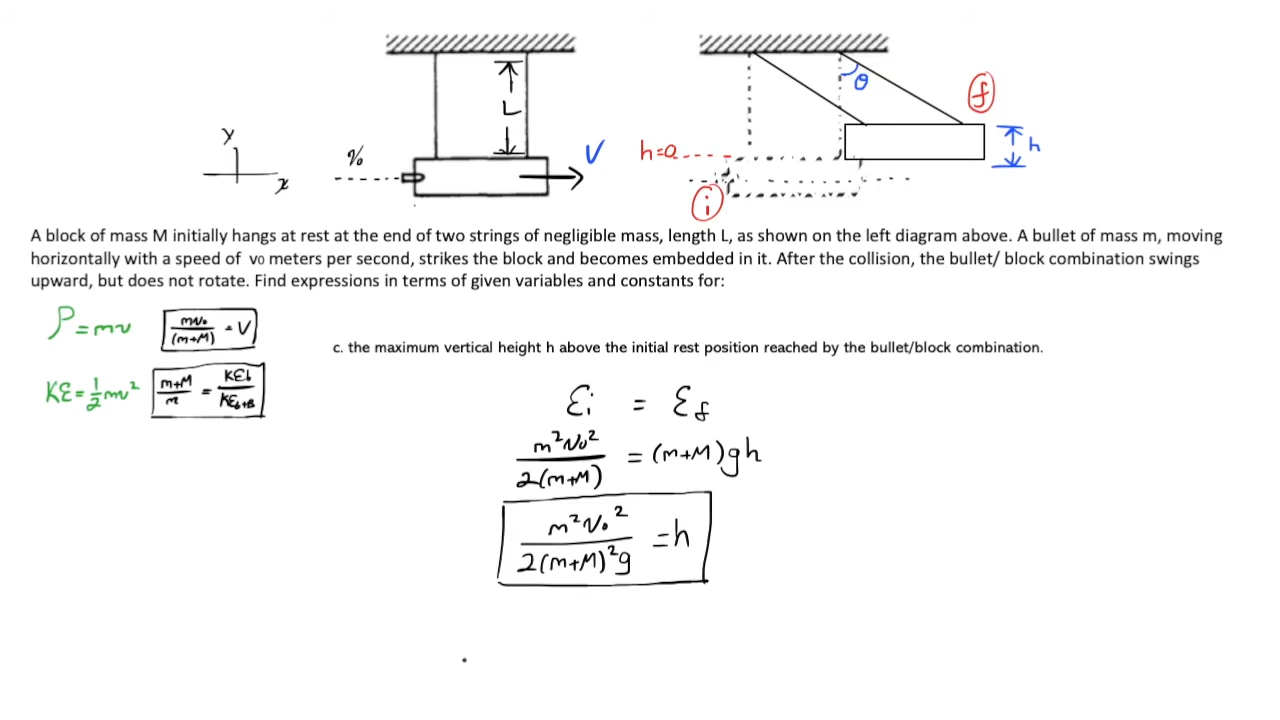 L
θ
f
y
x
v₀
V
h=0
h
i
A block of mass M initially hangs at rest at the end of two strings of negligible mass, length L, as shown on the left diagram above. A bullet of mass m, moving
horizontally with a speed of v₀ meters per second, strikes the block and becomes embedded in it. After the collision, the bullet/ block combination swings
upward, but does not rotate. Find expressions in terms of given variables and constants for:
P = mv
mv₀/(m+M) = V
c. the maximum vertical height h above the initial rest position reached by the bullet/block combination.
KE = 1/2 mv²
m+M/m = KEb/KEb+B
Ei = Ef
m²v₀²/2(m+M) = (m+M)gh
m²v₀²/2(m+M)²g = h